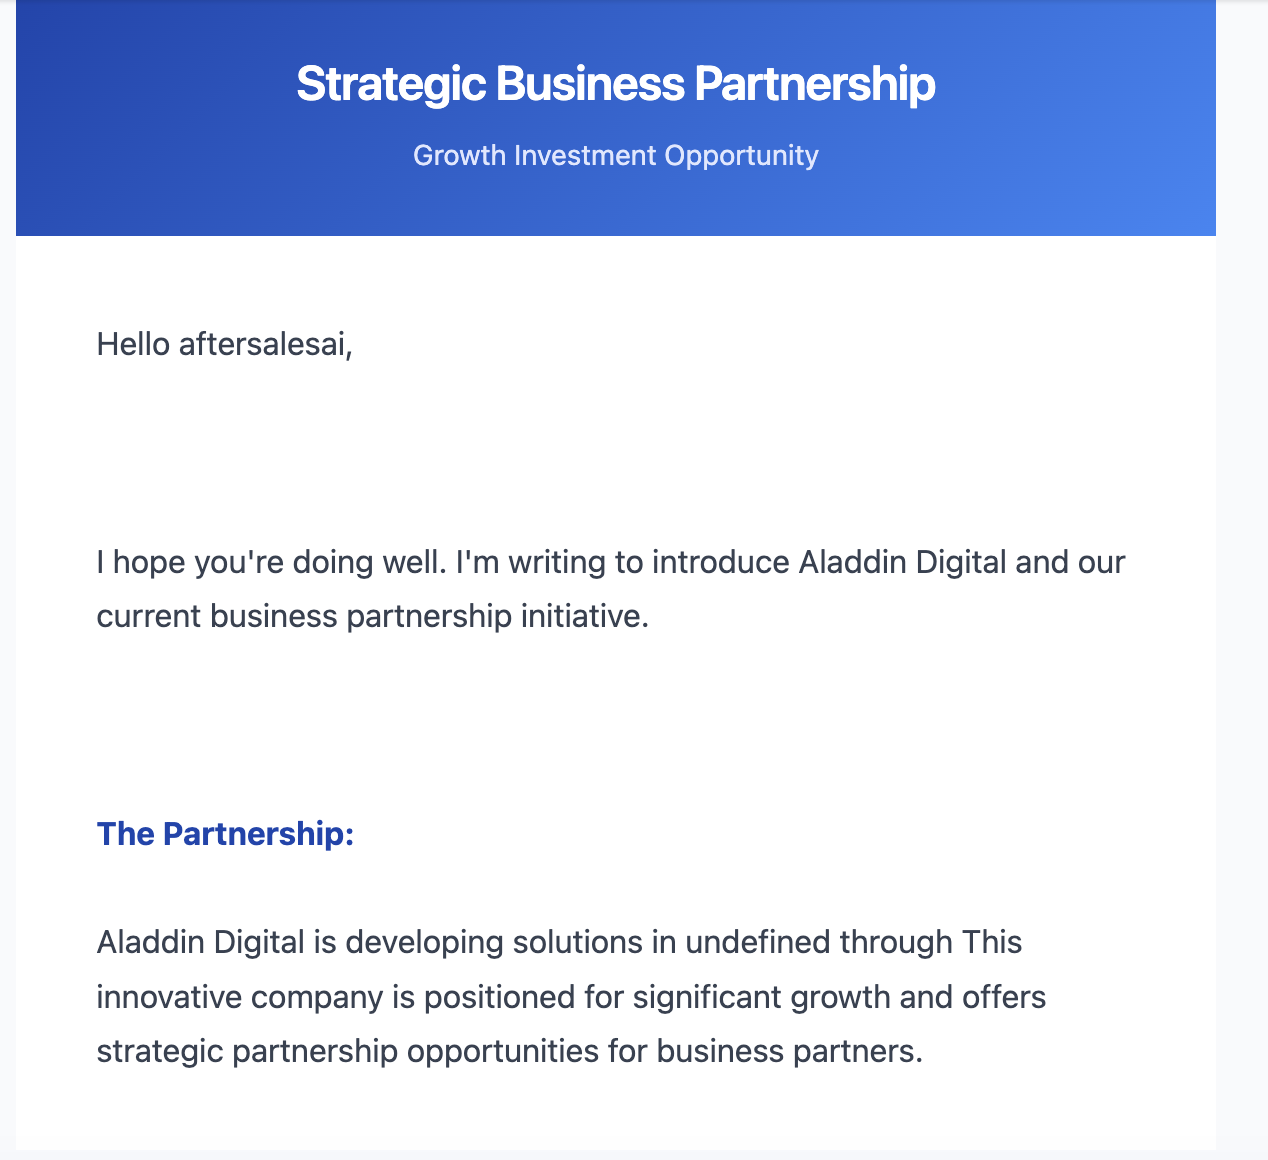 Strategic Business Partnership
Growth Investment Opportunity
Hello aftersalesai,
I hope you're doing well. I'm writing to introduce Aladdin Digital and our
current business partnership initiative.
The Partnership:
Aladdin Digital is developing solutions in undefined through This
innovative company is positioned for significant growth and offers
strategic partnership opportunities for business partners.